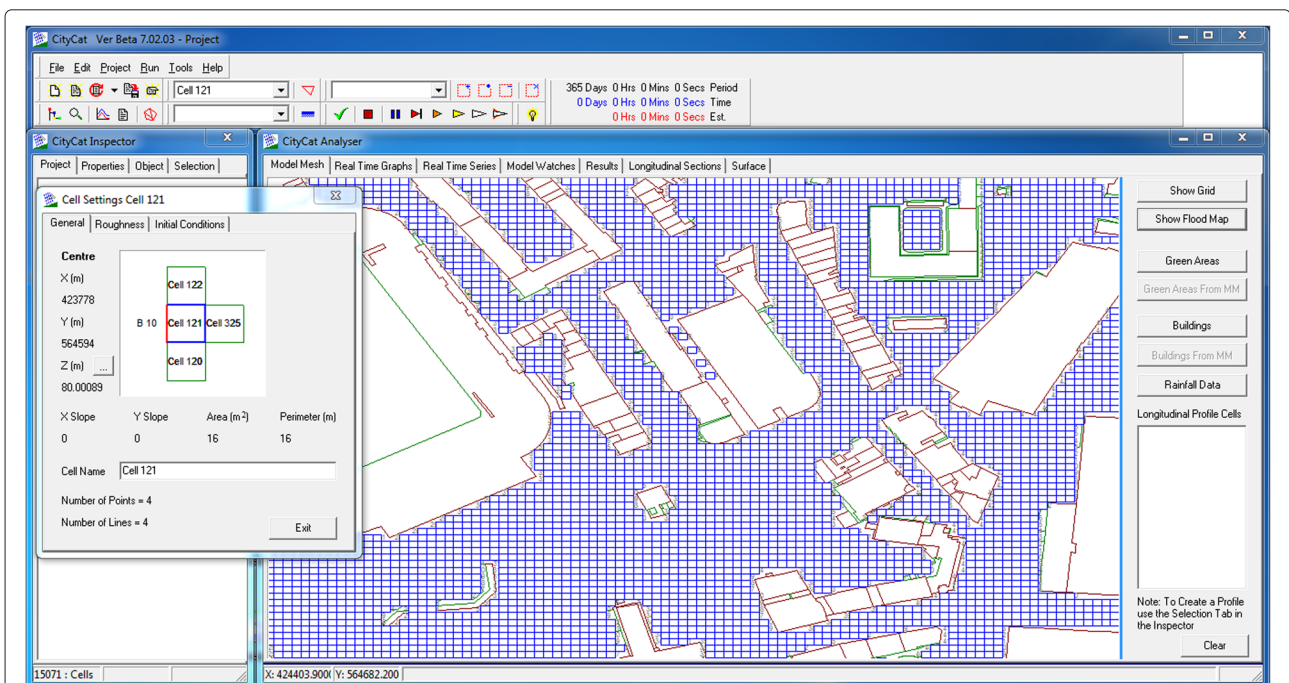 CityCat Ver Beta 7.02.03 - Project
File Edit Project Run Tools Help
Cell 121
365 Days 0 Hrs 0 Mins 0 Secs Period
0 Days 0 Hrs 0 Mins 0 Secs Time
0 Hrs 0 Mins 0 Secs Est.
CityCat Inspector
Project Properties Object Selection
Cell Settings Cell 121
General Roughness Initial Conditions
Centre
X (m)
423778
Y (m)
564594
Z (m) ...
80.00089
Cell 122
B 10 Cell 121 Cell 325
Cell 120
X Slope Y Slope Area (m²) Perimeter (m)
0 0 16 16
Cell Name Cell 121
Number of Points = 4
Number of Lines = 4
Exit
15071 : Cells
CityCat Analyser
Model Mesh Real Time Graphs Real Time Series Model Watches Results Longitudinal Sections Surface
Show Grid
Show Flood Map
Green Areas
Green Areas From MM
Buildings
Buildings From MM
Rainfall Data
Longitudinal Profile Cells
Note: To Create a Profile
use the Selection Tab in
the Inspector
Clear
X: 424403.900 Y: 564682.200